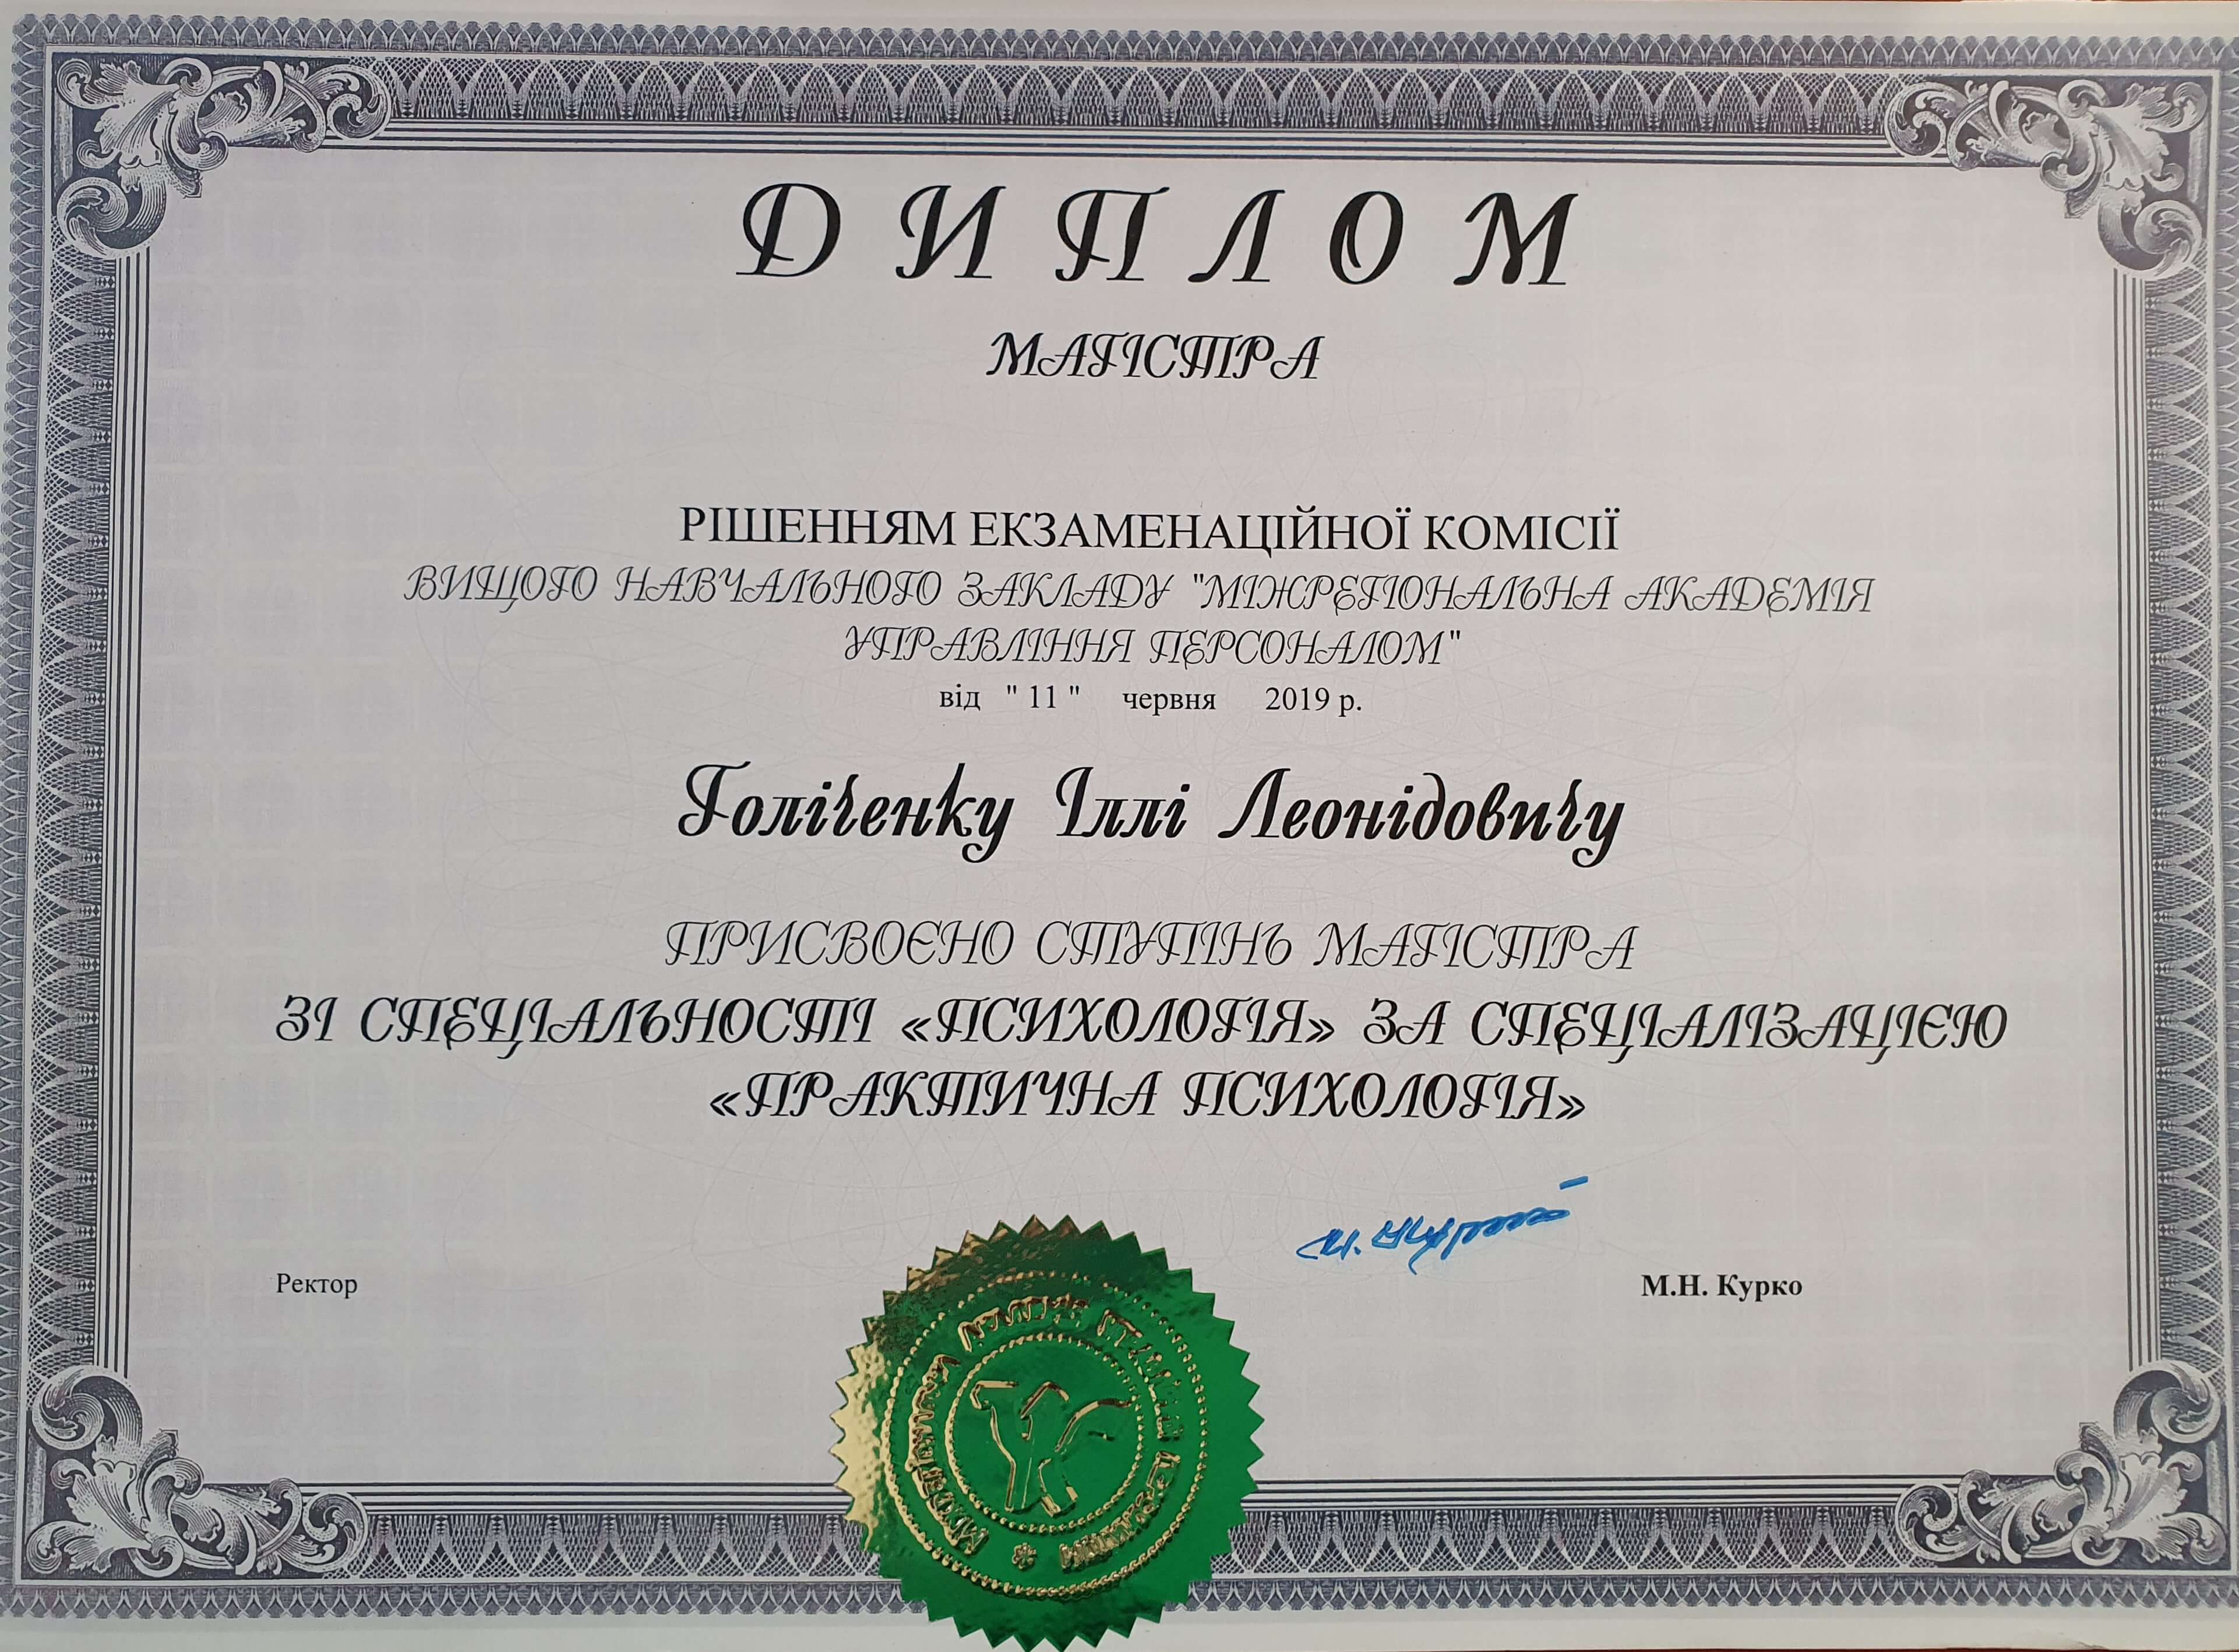 ДИПЛОМ
МАГІСТРА
РІШЕННЯМ ЕКЗАМЕНАЦІЙНОЇ КОМІСІЇ
ВИЩОГО НАВЧАЛЬНОГО ЗАКЛАДУ "МІЖРЕГІОНАЛЬНА АКАДЕМІЯ
УПРАВЛІННЯ ПЕРСОНАЛОМ"
від " 11 " червня 2019 р.
Голіченку Іллі Леонідовичу
ПРИСВОЄНО СТУПІНЬ МАГІСТРА
ЗІ СПЕЦІАЛЬНОСТІ «ПСИХОЛОГІЯ» ЗА СПЕЦІАЛІЗАЦІЄЮ
«ПРАКТИЧНА ПСИХОЛОГІЯ»
М. Курко
Ректор
М.Н. Курко